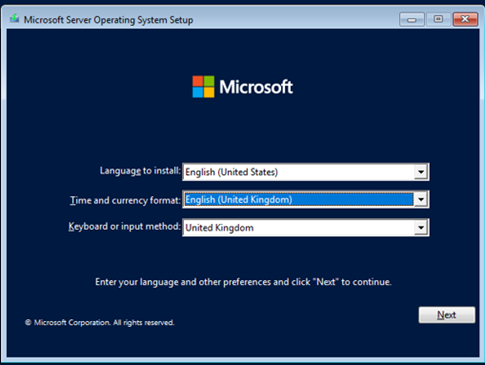 Microsoft Server Operating System Setup
Microsoft
Language to install: English (United States)
Time and currency format: English (United Kingdom)
Keyboard or input method: United Kingdom
Enter your language and other preferences and click "Next" to continue.
Next
© Microsoft Corporation. All rights reserved.